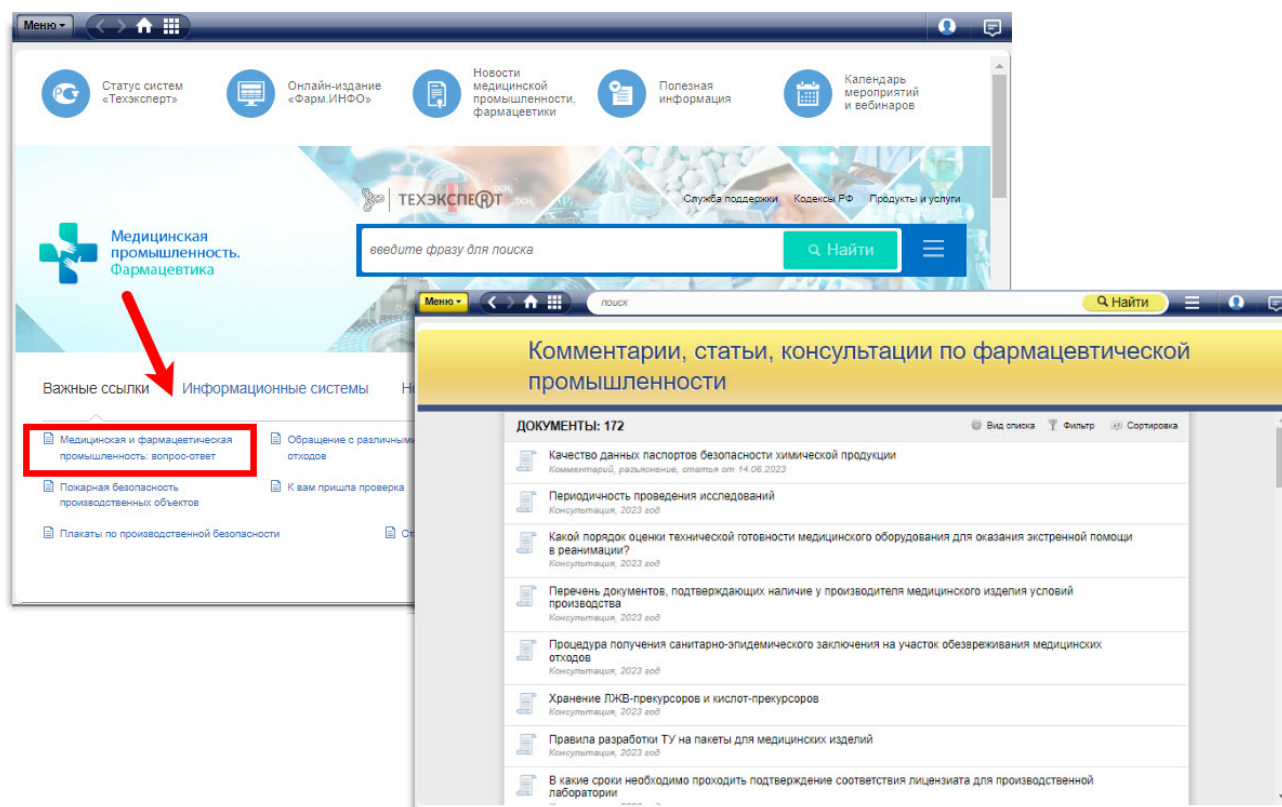 Меню
Статус систем
«Техэксперт»
Онлайн-издание
«Фарм.ИНФО»
Новости
медицинской
промышленности,
фармацевтики
Полезная
информация
Календарь
мероприятий
и вебинаров
ТЕХЭКСПЕRТ
Служба поддержки Кодексы РФ Продукты и услуги
Медицинская
промышленность.
Фармацевтика
введите фразу для поиска
Найти
Важные ссылки Информационные системы
Медицинская и фармацевтическая
промышленность: вопрос-ответ
Обращение с различными
отходов
Пожарная безопасность
производственных объектов
К вам пришла проверка
Плакаты по производственной безопасности
Меню
поиск
Найти
Комментарии, статьи, консультации по фармацевтической
промышленности
ДОКУМЕНТЫ: 172
Вид списка Фильтр Сортировка
Качество данных паспортов безопасности химической продукции
Комментарий, разъяснение, статья от 14.06.2023
Периодичность проведения исследований
Консультация, 2023 год
Какой порядок оценки технической готовности медицинского оборудования для оказания экстренной помощи
в реанимации?
Консультация, 2023 год
Перечень документов, подтверждающих наличие у производителя медицинского изделия условий
производства
Консультация, 2023 год
Процедура получения санитарно-эпидемического заключения на участок обезвреживания медицинских
отходов
Консультация, 2023 год
Хранение ЛЖВ-прекурсоров и кислот-прекурсоров
Консультация, 2023 год
Правила разработки ТУ на пакеты для медицинских изделий
Консультация, 2023 год
В какие сроки необходимо проходить подтверждение соответствия лицензиата для производственной
лаборатории